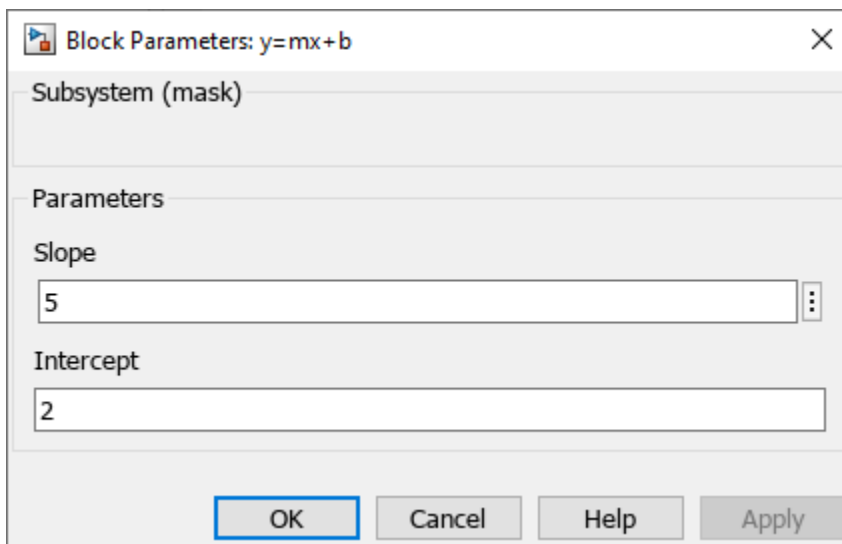 Block Parameters: y=mx+b
Subsystem (mask)
Parameters
Slope
5
Intercept
2
OK Cancel Help Apply